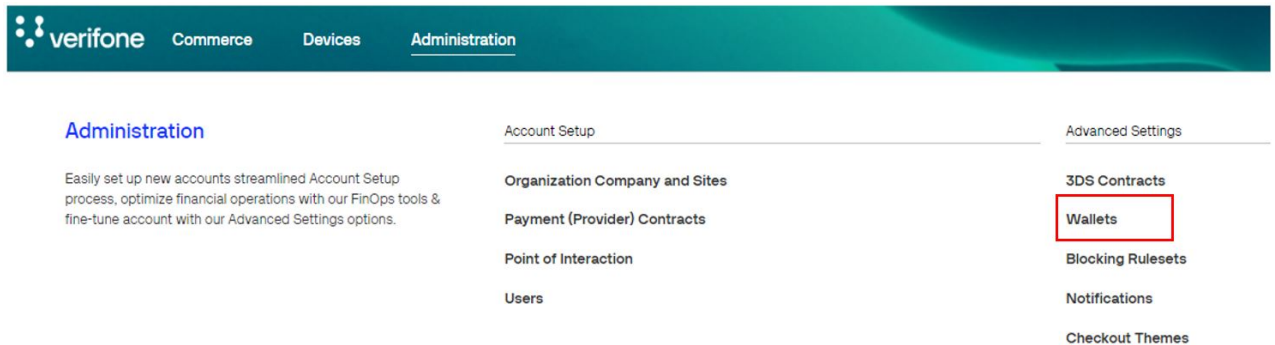 verifone Commerce Devices Administration
Administration
Easily set up new accounts streamlined Account Setup
process, optimize financial operations with our FinOps tools &
fine-tune account with our Advanced Settings options.
Account Setup
Organization Company and Sites
Payment (Provider) Contracts
Point of Interaction
Users
Advanced Settings
3DS Contracts
Wallets
Blocking Rulesets
Notifications
Checkout Themes